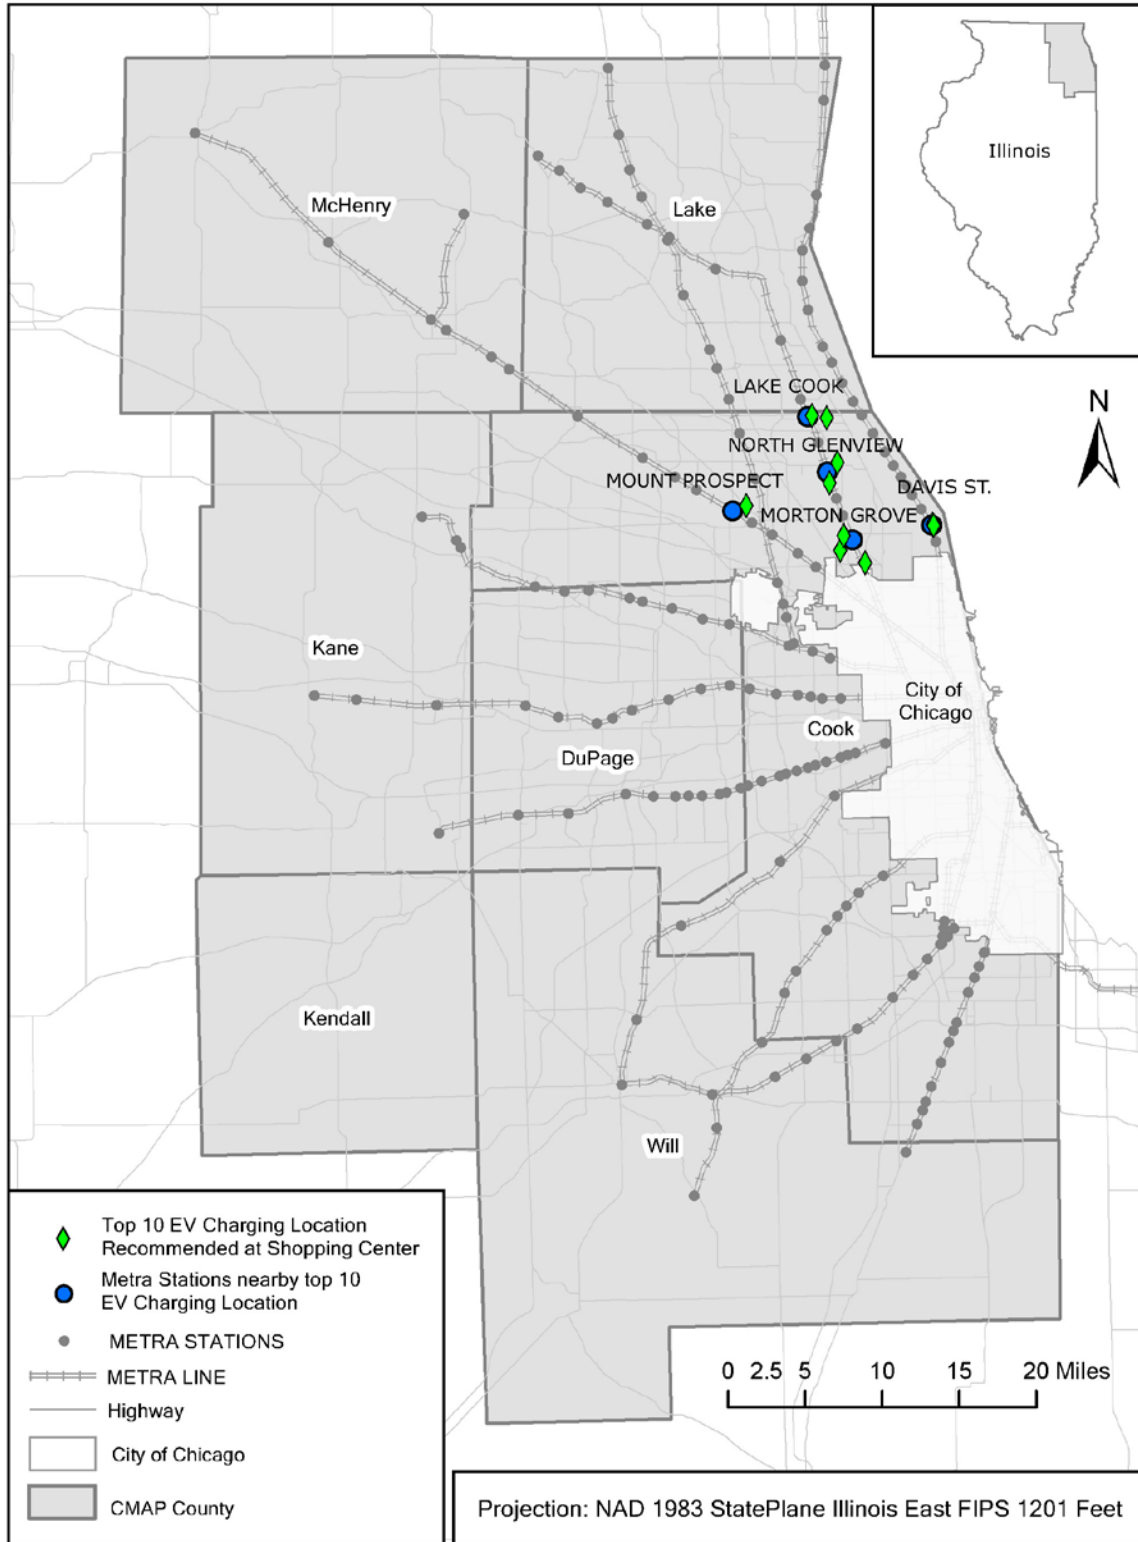 Illinois
McHenry
Lake
N
LAKE COOK
NORTH GLENVIEW
MOUNT PROSPECT
DAVIS ST.
MORTON GROVE
Kane
City of
Chicago
Cook
DuPage
Kendall
Will
Top 10 EV Charging Location
Recommended at Shopping Center
Metra Stations nearby top 10
EV Charging Location
METRA STATIONS
METRA LINE
Highway
City of Chicago
CMAP County
0 2.5 5 10 15 20 Miles
Projection: NAD 1983 StatePlane Illinois East FIPS 1201 Feet